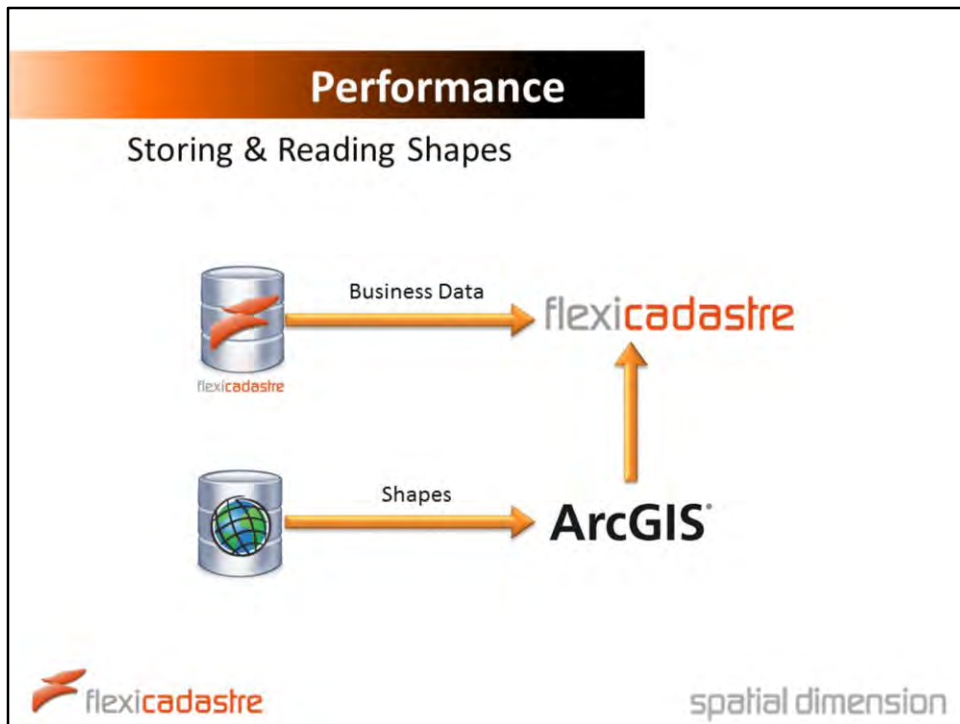 Performance
Storing & Reading Shapes
Business Data
flexicadastre
flexicadastre
Shapes
ArcGIS®
flexicadastre
spatial dimension